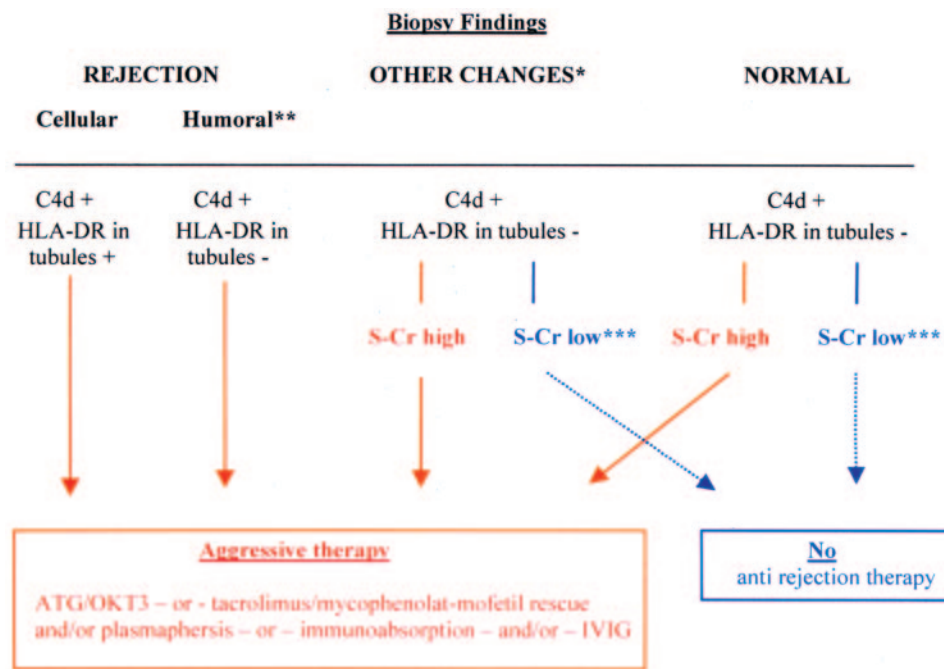 Biopsy Findings
REJECTION OTHER CHANGES* NORMAL
Cellular Humoral**
C4d + C4d + C4d + C4d +
HLA-DR in HLA-DR in HLA-DR in tubules - HLA-DR in tubules -
tubules + tubules -
S-Cr high S-Cr low*** S-Cr high S-Cr low***
Aggressive therapy
ATG/OKT3 – or - tacrolimus/mycophenolat-mofetil rescue
and/or plasmaphersis – or – immunoabsorption – and/or – IVIG
No
anti rejection therapy